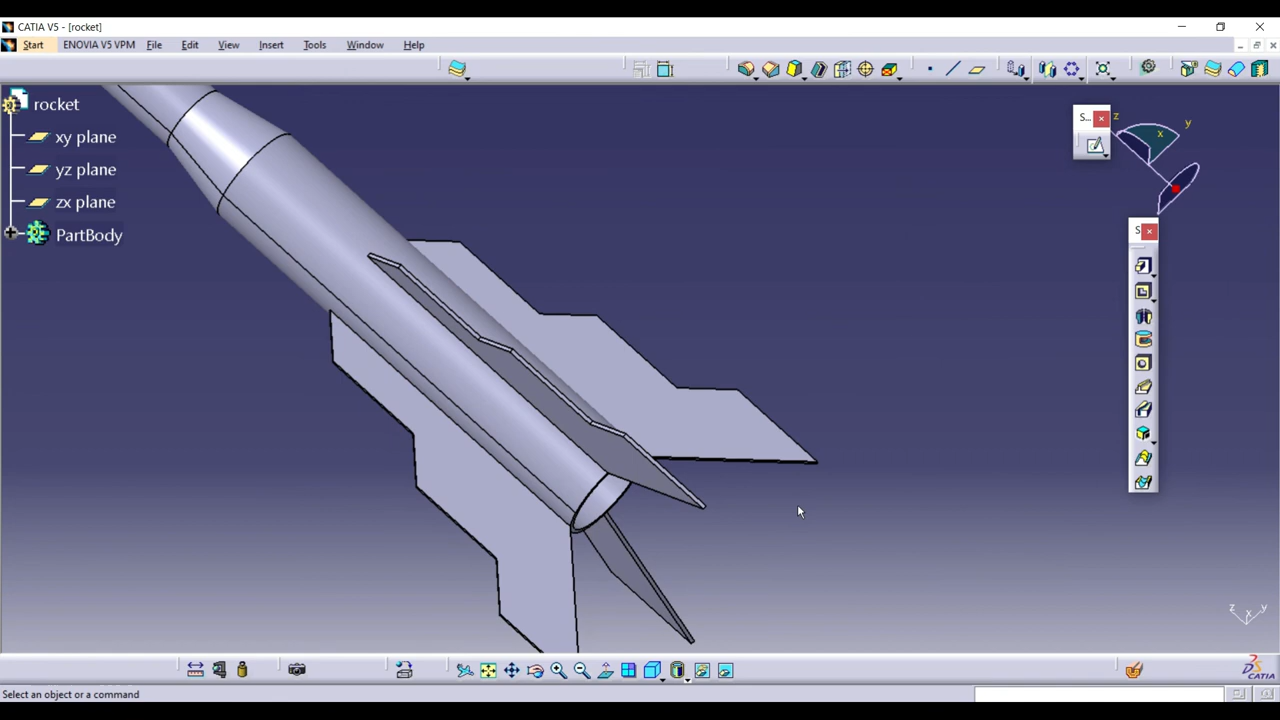 CATIA V5 - [rocket]
Start ENOVIA V5 VPM File Edit View Insert Tools Window Help
rocket
xy plane
yz plane
zx plane
PartBody
S...
z
y
x
S
z x y
CATIA
Select an object or a command